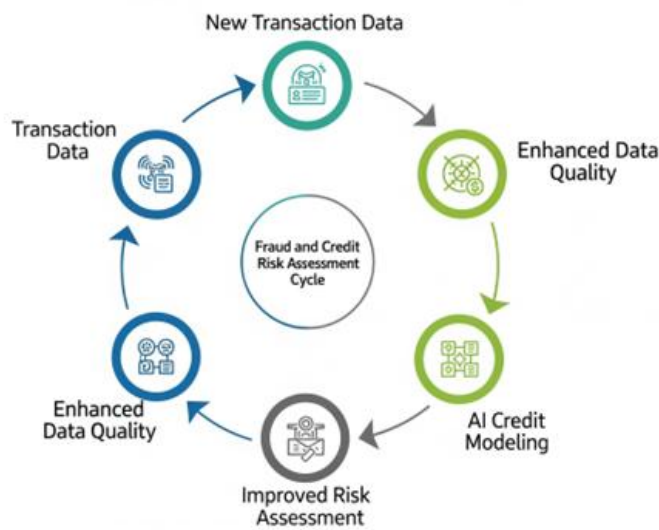 New Transaction Data
Enhanced Data
Quality
AI Credit
Modeling
Improved Risk
Assessment
Enhanced
Data Quality
Transaction
Data
Fraud and Credit
Risk Assessment
Cycle